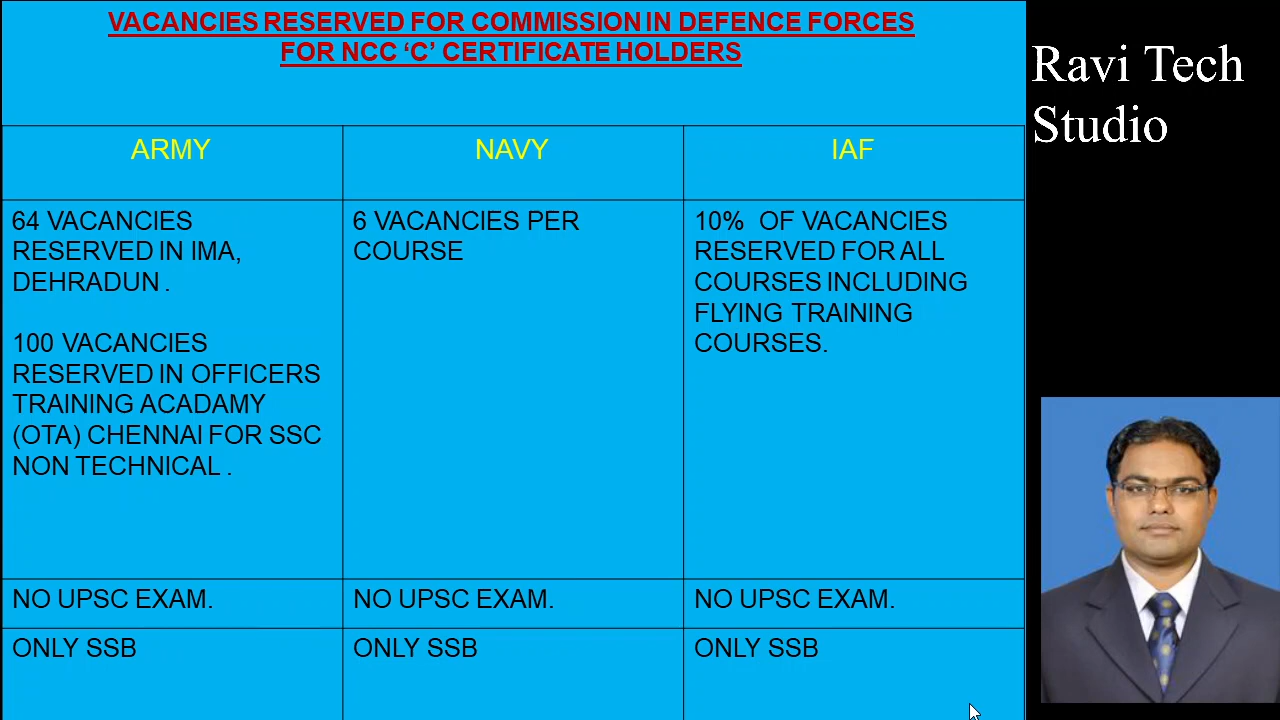 VACANCIES RESERVED FOR COMMISSION IN DEFENCE FORCES
FOR NCC ‘C’ CERTIFICATE HOLDERS
Ravi Tech
Studio
ARMY
NAVY
IAF
64 VACANCIES
RESERVED IN IMA,
DEHRADUN .
100 VACANCIES
RESERVED IN OFFICERS
TRAINING ACADAMY
(OTA) CHENNAI FOR SSC
NON TECHNICAL .
6 VACANCIES PER
COURSE
10% OF VACANCIES
RESERVED FOR ALL
COURSES INCLUDING
FLYING TRAINING
COURSES.
NO UPSC EXAM.
NO UPSC EXAM.
NO UPSC EXAM.
ONLY SSB
ONLY SSB
ONLY SSB